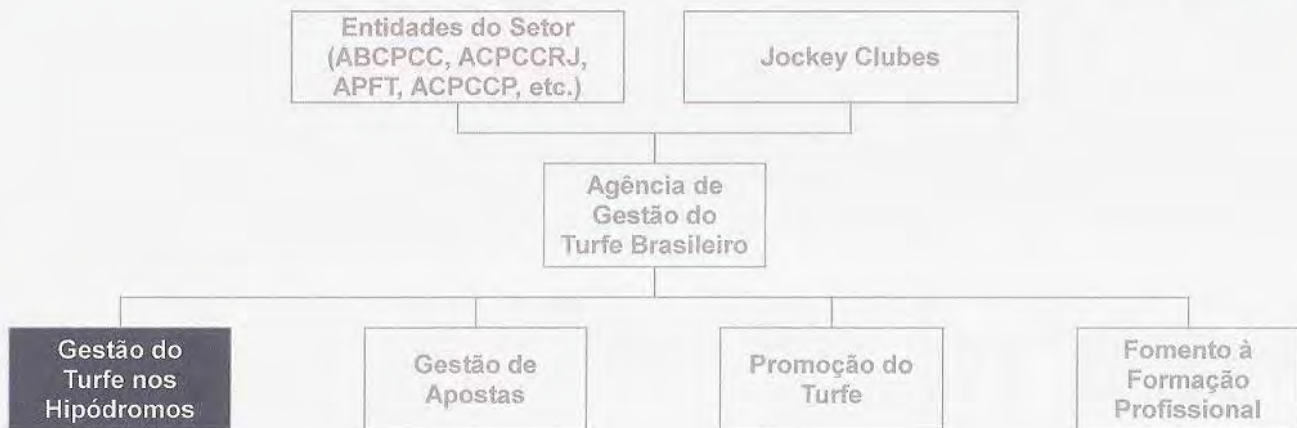 Entidades do Setor
(ABCPCC, ACPCCRJ,
APFT, ACPCCP, etc.)
Jockey Clubes
Agência de
Gestão do
Turfe Brasileiro
Gestão do
Turfe nos
Hipódromos
Gestão de
Apostas
Promoção do
Turfe
Fomento à
Formação
Profissional